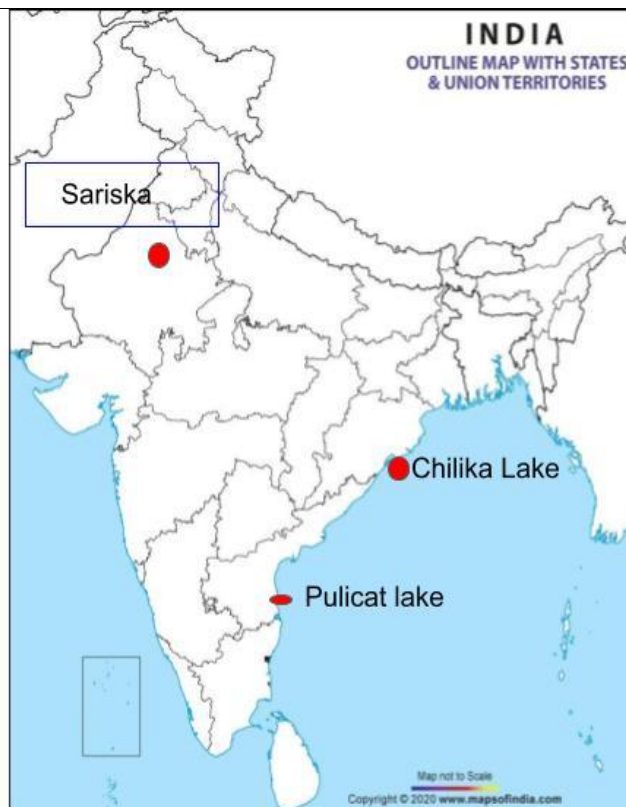 INDIA
OUTLINE MAP WITH STATES
& UNION TERRITORIES
Sariska
Chilika Lake
Pulicat lake
Map not to Scale
Copyright © 2020 www.mapsofindia.com